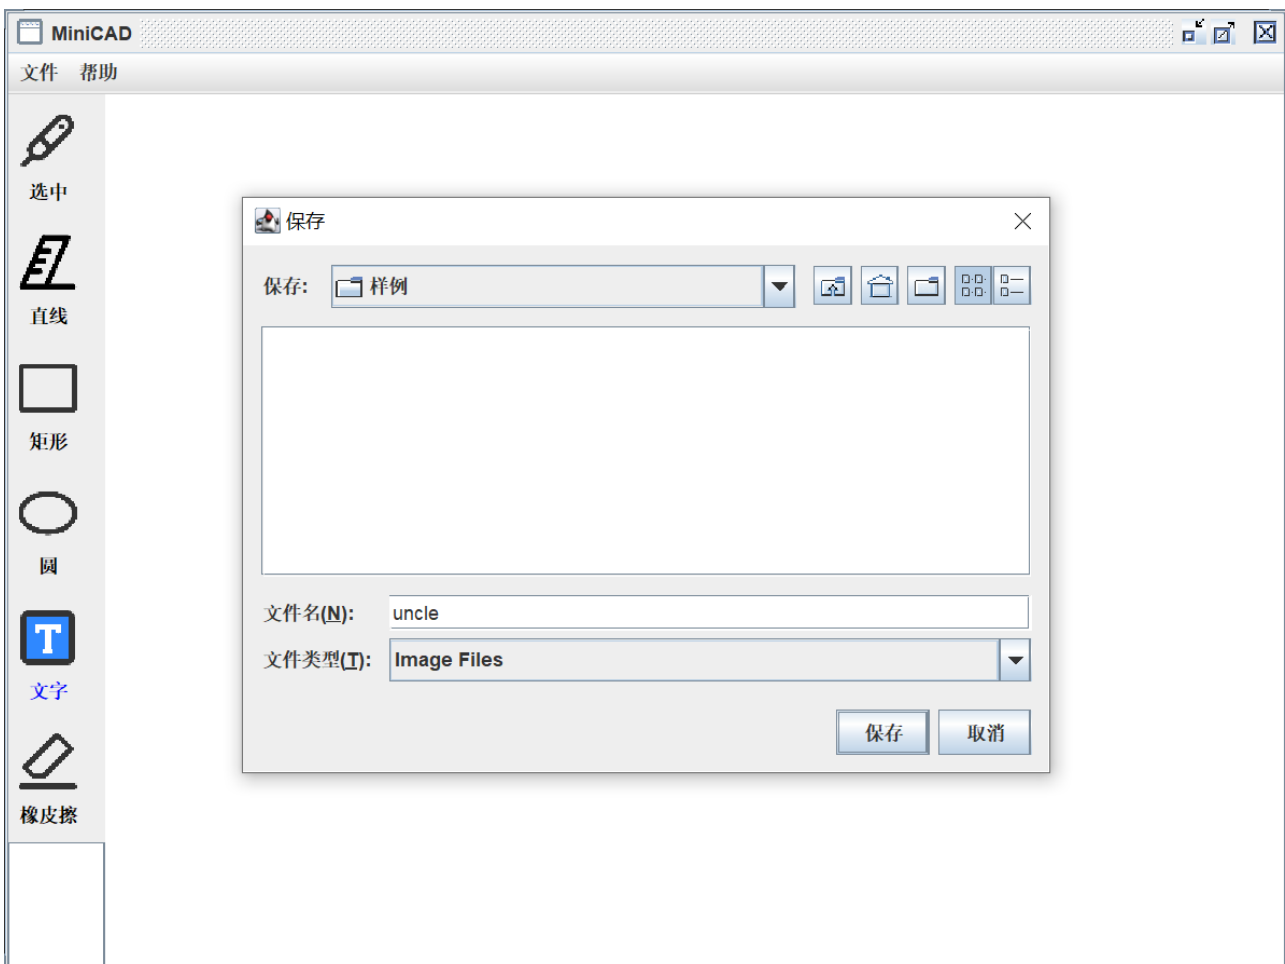 MiniCAD
文件 帮助
选中
直线
矩形
圆
T
文字
橡皮擦
保存
保存: 样例
文件名(N): uncle
文件类型(T): Image Files
保存 取消